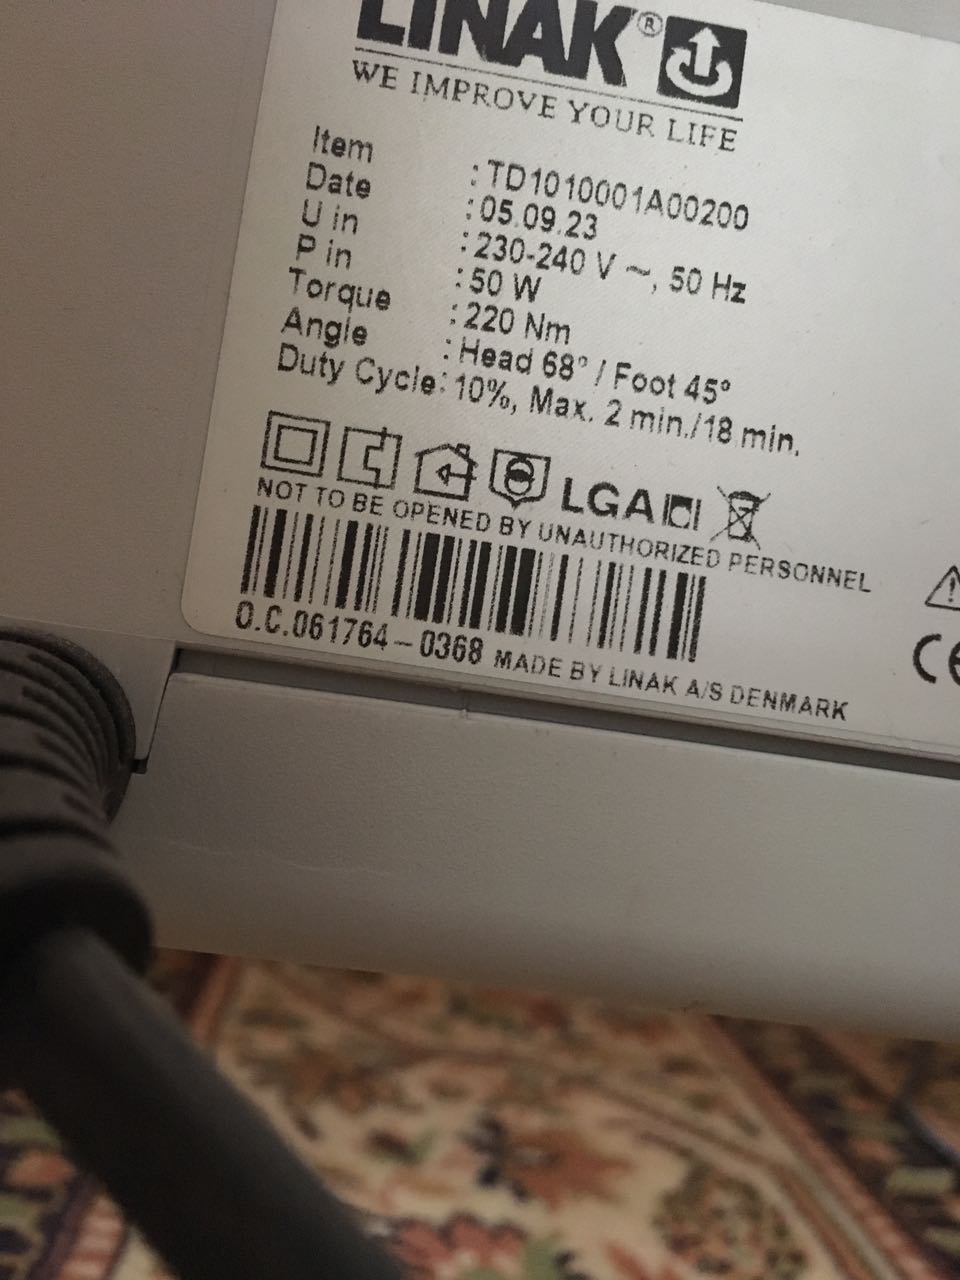 LINAK®
WE IMPROVE YOUR LIFE
Item : TD1010001A00200
Date : 05.09.23
U in : 230-240 V ~, 50 Hz
P in : 50 W
Torque : 220 Nm
Angle : Head 68° / Foot 45°
Duty Cycle: 10%, Max. 2 min./18 min.
LGA
NOT TO BE OPENED BY UNAUTHORIZED PERSONNEL
O.C.061764-0368 MADE BY LINAK A/S DENMARK
CE